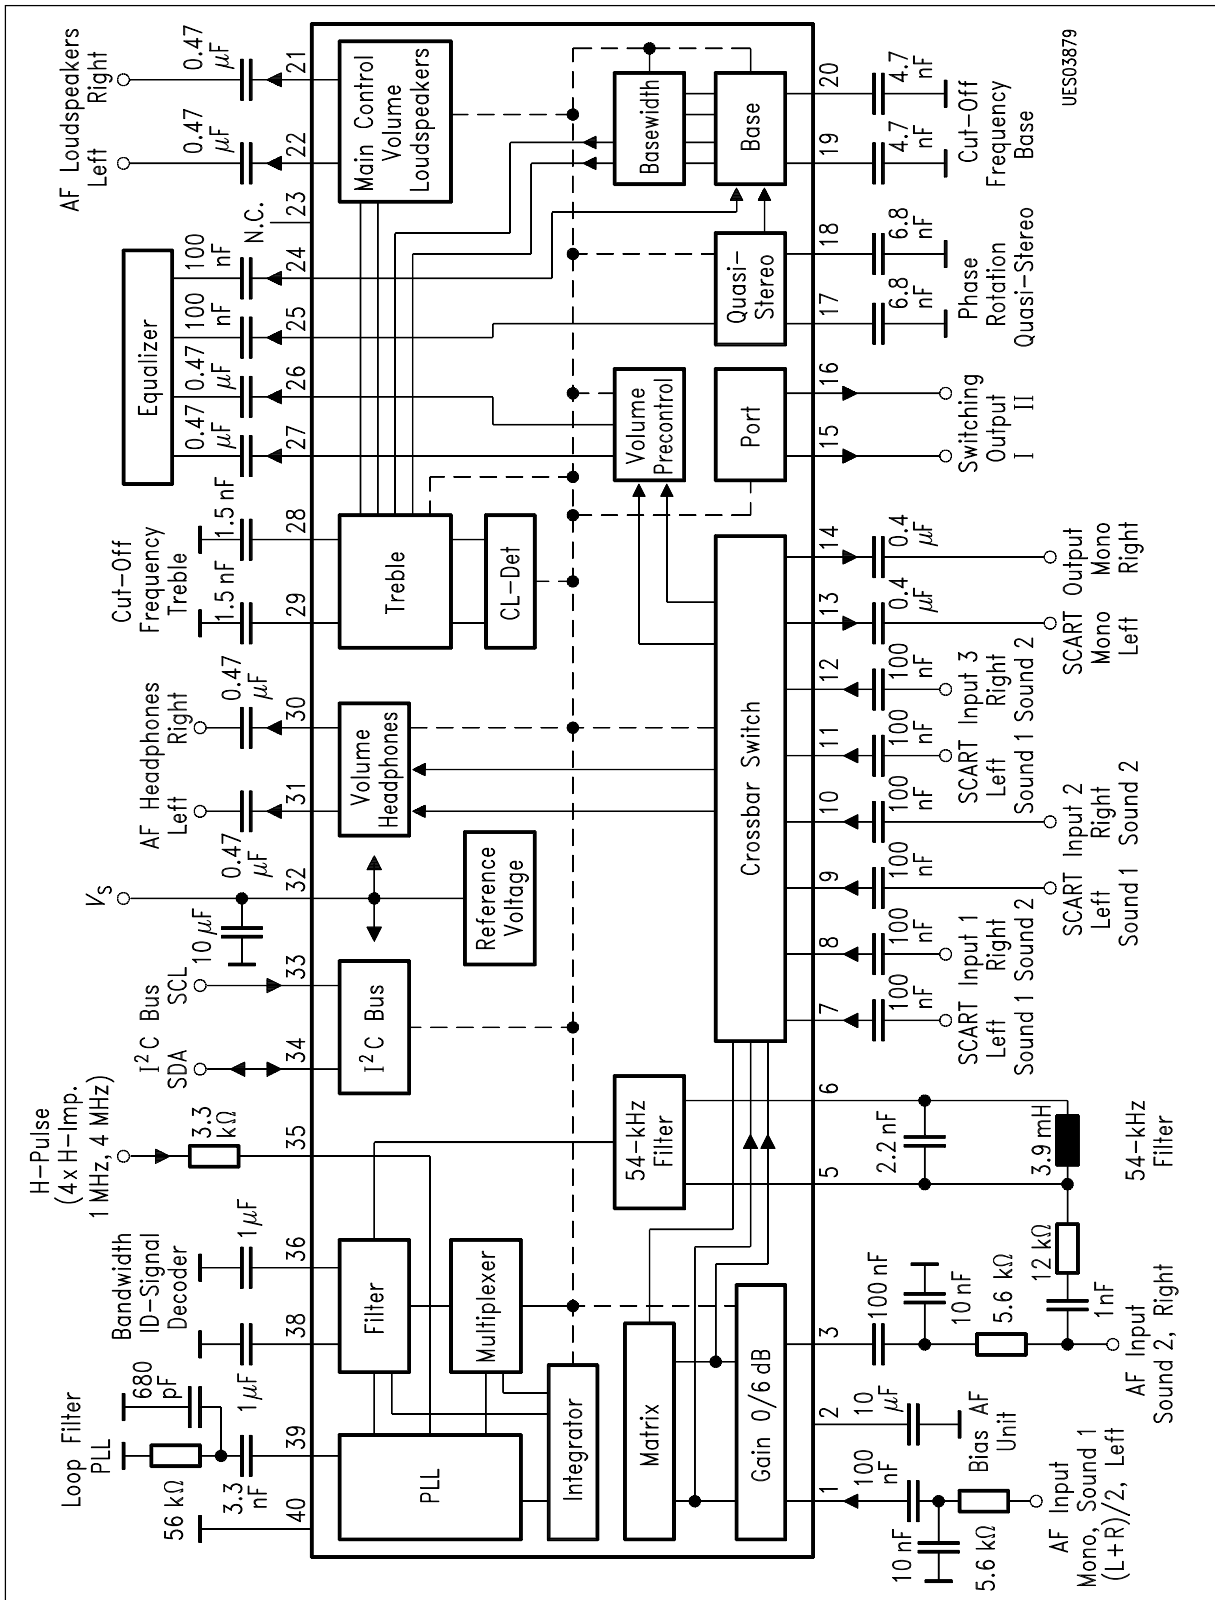 AF Loudspeakers
Left
Right
0.47
µF
0.47
µF
22
21
N.C.
23
Equalizer
0.47
µF
0.47
µF
100
nF
100
nF
27
26
25
24
Cut-Off
Frequency
Treble
1.5 nF
1.5 nF
29
28
AF Headphones
Left
Right
0.47
µF
0.47
µF
31
30
VS
10 µF
32
I²C Bus
SDA
SCL
34
33
H-Pulse
(4x H-Imp.
1 MHz, 4 MHz)
3.3
kΩ
35
Bandwidth
ID-Signal
Decoder
1 µF
1 µF
38
36
Loop Filter
PLL
680
pF
56 kΩ
3.3
nF
40
39
Main Control
Volume
Loudspeakers
Treble
CL-Det
Volume
Headphones
Reference
Voltage
I²C Bus
Filter
Multiplexer
PLL
Integrator
Basewidth
Base
Quasi-
Stereo
Volume
Precontrol
Port
Crossbar Switch
54-kHz
Filter
Matrix
Gain 0/6 dB
1
100
nF
10 nF
5.6 kΩ
AF Input
Mono, Sound 1
(L+R)/2, Left
2
10
µF
Bias AF
Unit
3
100 nF
10 nF
5.6 kΩ
1 nF
12 kΩ
AF Input
Sound 2, Right
5
6
2.2 nF
3.9 mH
54-kHz
Filter
7
8
100
nF
100
nF
SCART Input 1
Left Right
Sound 1 Sound 2
9
10
100
nF
100
nF
SCART Input 2
Left Right
Sound 1 Sound 2
11
12
100
nF
100
nF
SCART Input 3
Left Right
Sound 1 Sound 2
13
14
0.4
µF
0.4
µF
SCART Output
Mono Mono
Left Right
15
16
Switching
Output
I II
17
18
6.8
nF
6.8
nF
Phase
Rotation
Quasi-Stereo
19
20
4.7
nF
4.7
nF
Cut-Off
Frequency
Base
UES03879